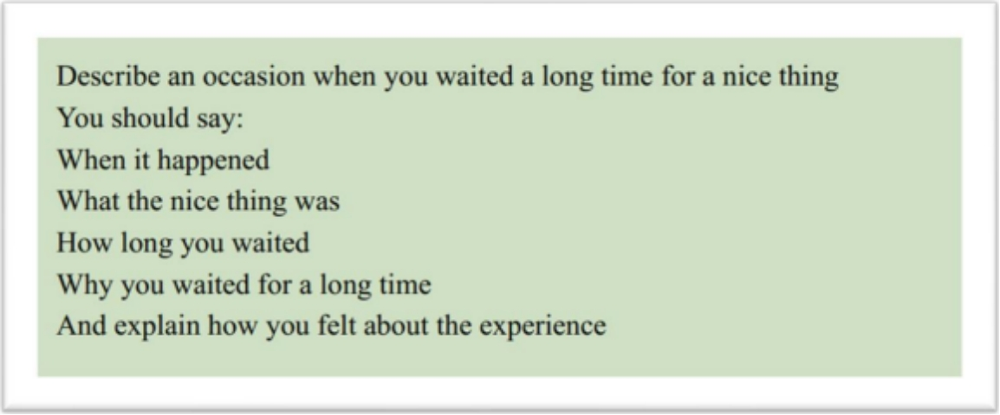 Describe an occasion when you waited a long time for a nice thing
You should say:
When it happened
What the nice thing was
How long you waited
Why you waited for a long time
And explain how you felt about the experience